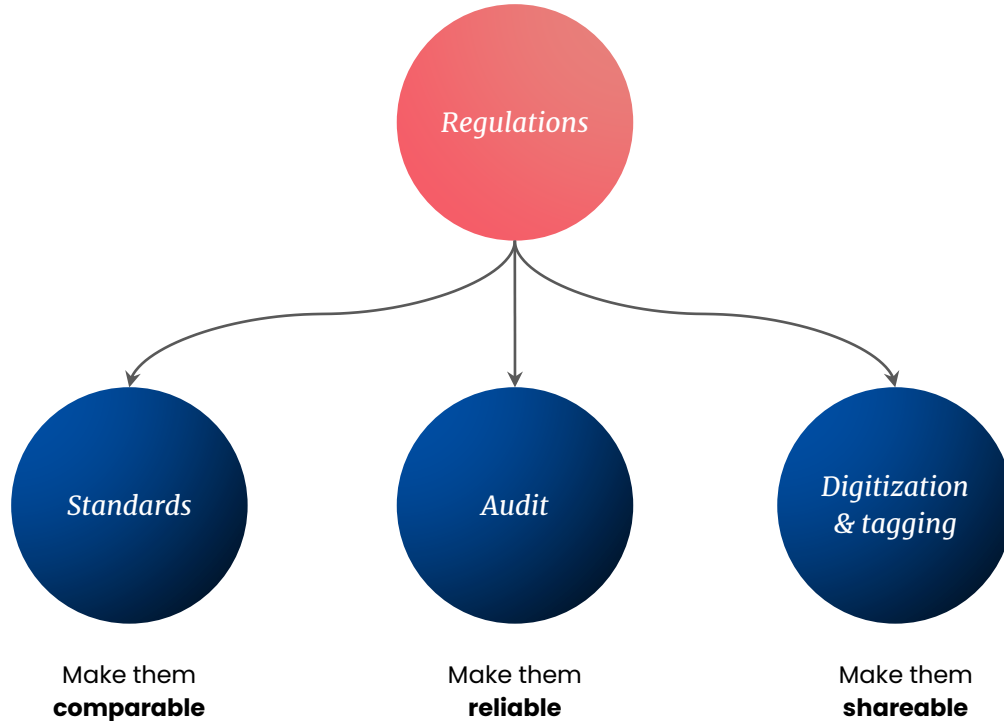 Regulations
Standards
Audit
Digitization
& tagging
Make them
comparable
Make them
reliable
Make them
shareable